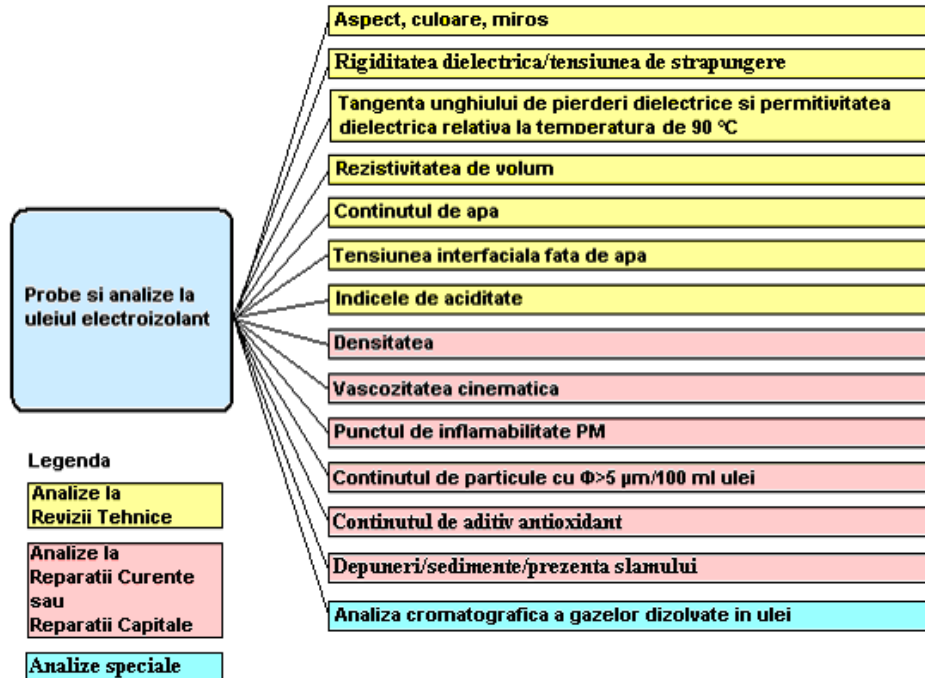 Aspect, culoare, miros
Rigiditatea dielectrica/tensiunea de strapungere
Tangenta unghiului de pierderi dielectrice si permitivitatea
dielectrica relativa la temperatura de 90 °C
Rezistivitatea de volum
Continutul de apa
Tensiunea interfaciala fata de apa
Indicele de aciditate
Densitatea
Vascozitatea cinematica
Punctul de inflamabilitate PM
Continutul de particule cu Φ>5 µm/100 ml ulei
Continutul de aditiv antioxidant
Depuneri/sedimente/prezenta slamului
Analiza cromatografica a gazelor dizolvate in ulei
Probe si analize la
uleiul electroizolant
Legenda
Analize la
Revizii Tehnice
Analize la
Reparatii Curente
sau
Reparatii Capitale
Analize speciale